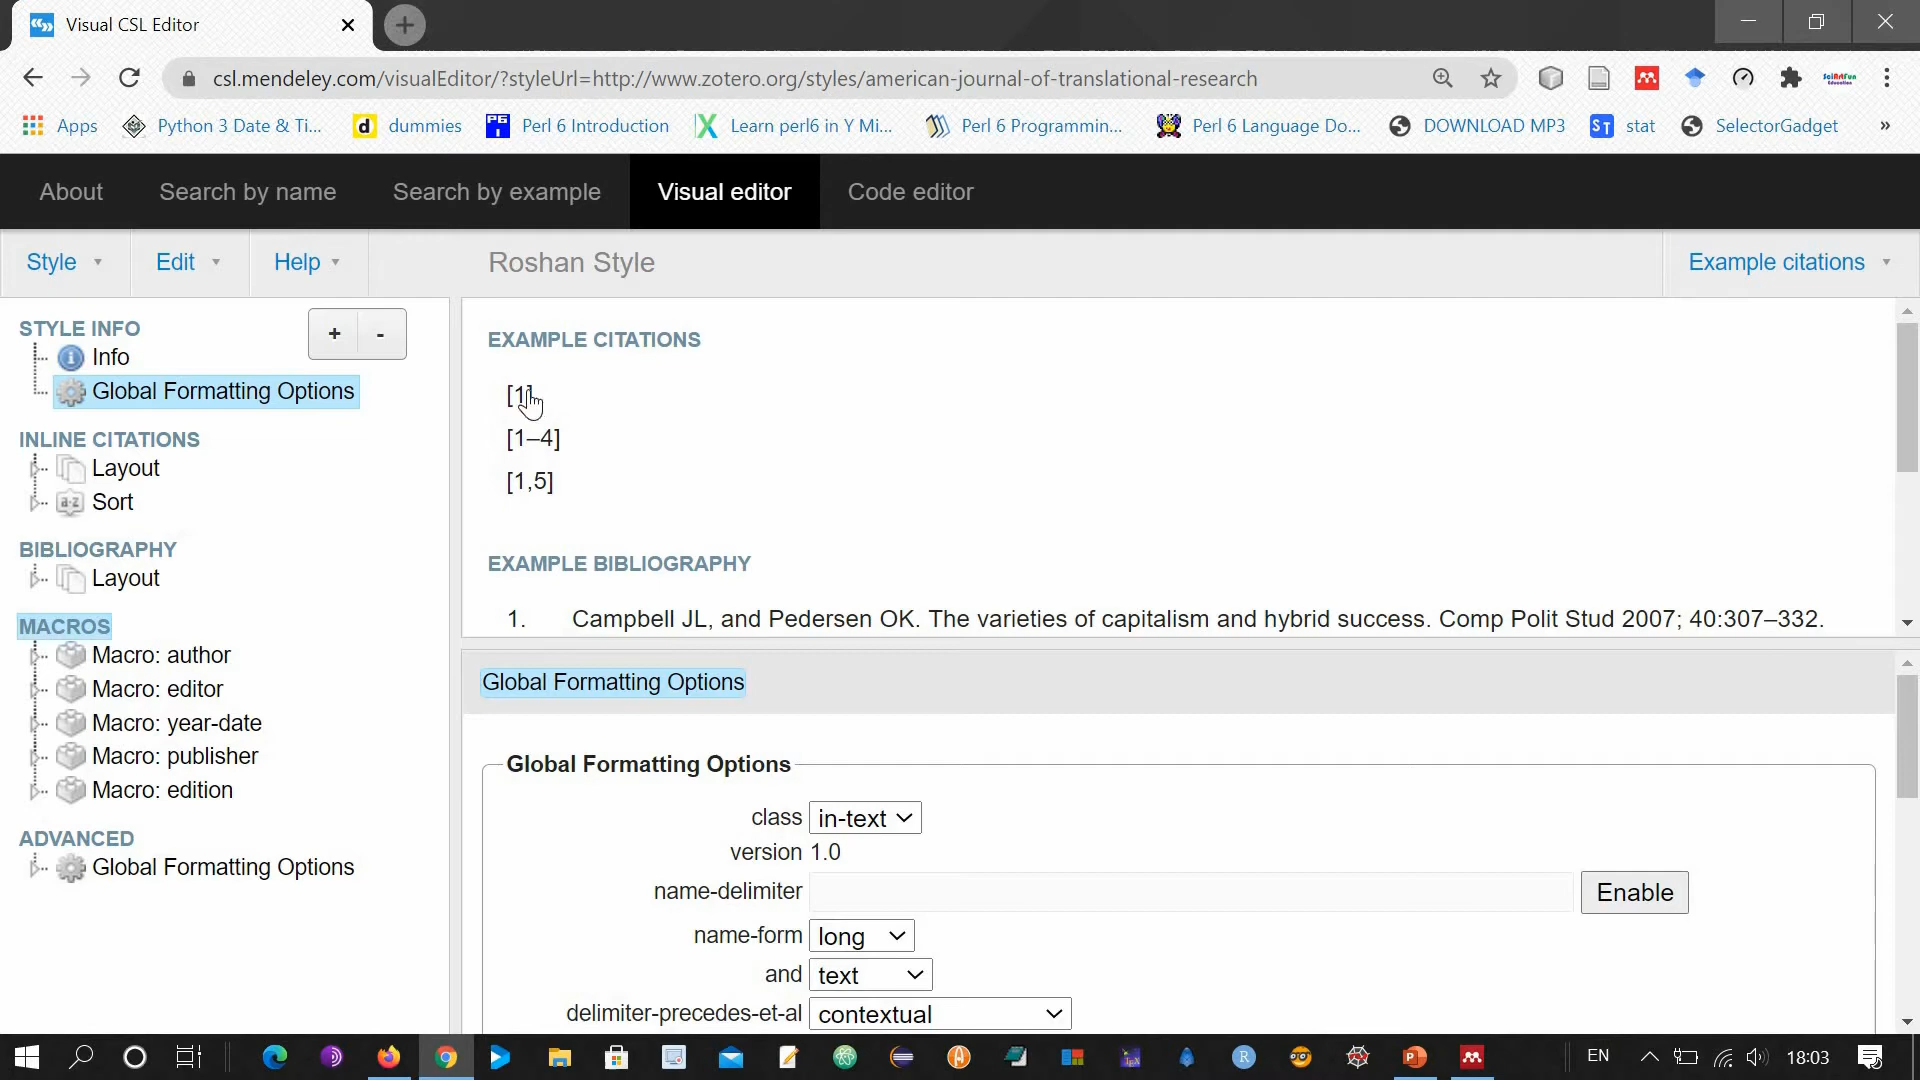 Visual CSL Editor
csl.mendeley.com/visualEditor/?styleUrl=http://www.zotero.org/styles/american-journal-of-translational-research
Apps Python 3 Date & Ti... dummies Perl 6 Introduction Learn perl6 in Y Mi... Perl 6 Programmin... Perl 6 Language Do... DOWNLOAD MP3 ST stat SelectorGadget »
About Search by name Search by example Visual editor Code editor
Style Edit Help Roshan Style Example citations
STYLE INFO + -
Info
Global Formatting Options
INLINE CITATIONS
Layout
Sort
BIBLIOGRAPHY
Layout
MACROS
Macro: author
Macro: editor
Macro: year-date
Macro: publisher
Macro: edition
ADVANCED
Global Formatting Options
EXAMPLE CITATIONS
[1]
[1–4]
[1,5]
EXAMPLE BIBLIOGRAPHY
1. Campbell JL, and Pedersen OK. The varieties of capitalism and hybrid success. Comp Polit Stud 2007; 40:307–332.
Global Formatting Options
Global Formatting Options
class in-text
version 1.0
name-delimiter Enable
name-form long
and text
delimiter-precedes-et-al contextual
EN 18:03